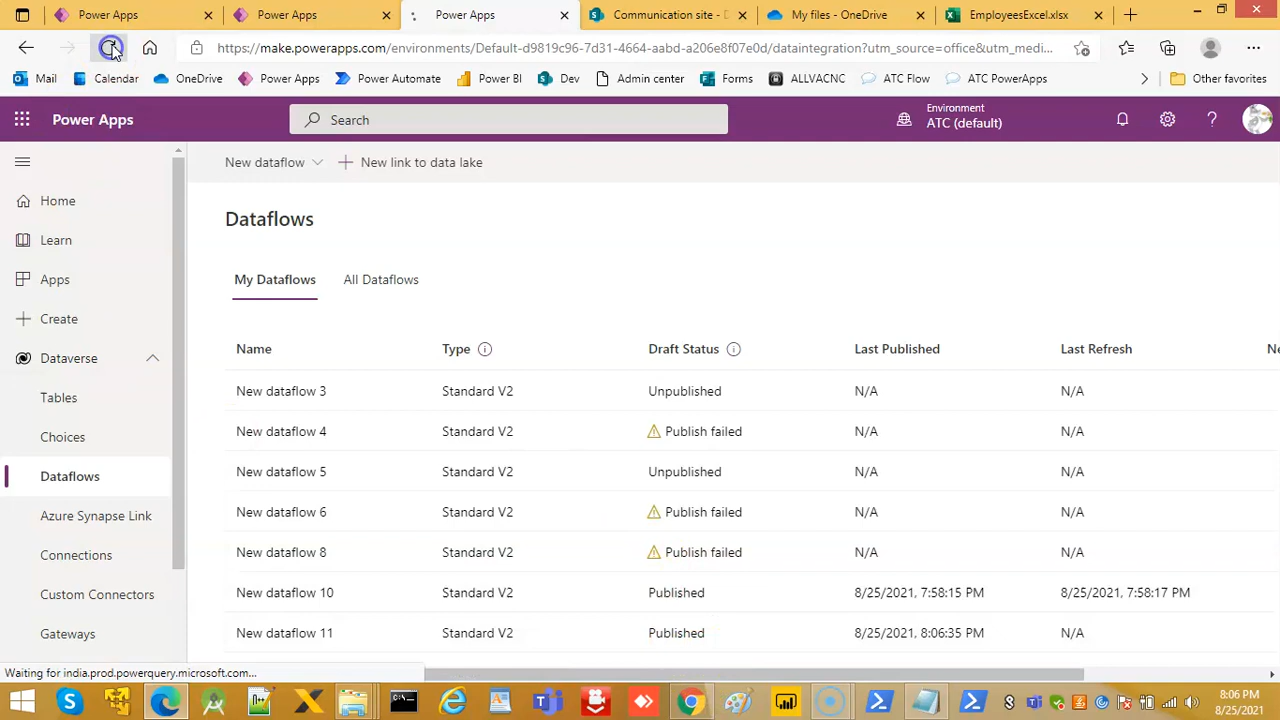 Power Apps
Power Apps
Power Apps
Communication site -
My files - OneDrive
EmployeesExcel.xlsx
https://make.powerapps.com/environments/Default-d9819c96-7d31-4664-aabd-a206e8f07e0d/dataintegration?utm_source=office&utm_medi...
Mail
Calendar
OneDrive
Power Apps
Power Automate
Power BI
Dev
Admin center
Forms
ALLVACNC
ATC Flow
ATC PowerApps
Other favorites
Power Apps
Search
Environment
ATC (default)
New dataflow
New link to data lake
Home
Learn
Apps
Create
Dataverse
Tables
Choices
Dataflows
Azure Synapse Link
Connections
Custom Connectors
Gateways
Dataflows
My Dataflows All Dataflows
Name Type Draft Status Last Published Last Refresh Ne
New dataflow 3 Standard V2 Unpublished N/A N/A
New dataflow 4 Standard V2 Publish failed N/A N/A
New dataflow 5 Standard V2 Unpublished N/A N/A
New dataflow 6 Standard V2 Publish failed N/A N/A
New dataflow 8 Standard V2 Publish failed N/A N/A
New dataflow 10 Standard V2 Published 8/25/2021, 7:58:15 PM 8/25/2021, 7:58:17 PM
New dataflow 11 Standard V2 Published 8/25/2021, 8:06:35 PM N/A
Waiting for india.prod.powerquery.microsoft.com...
8:06 PM
8/25/2021